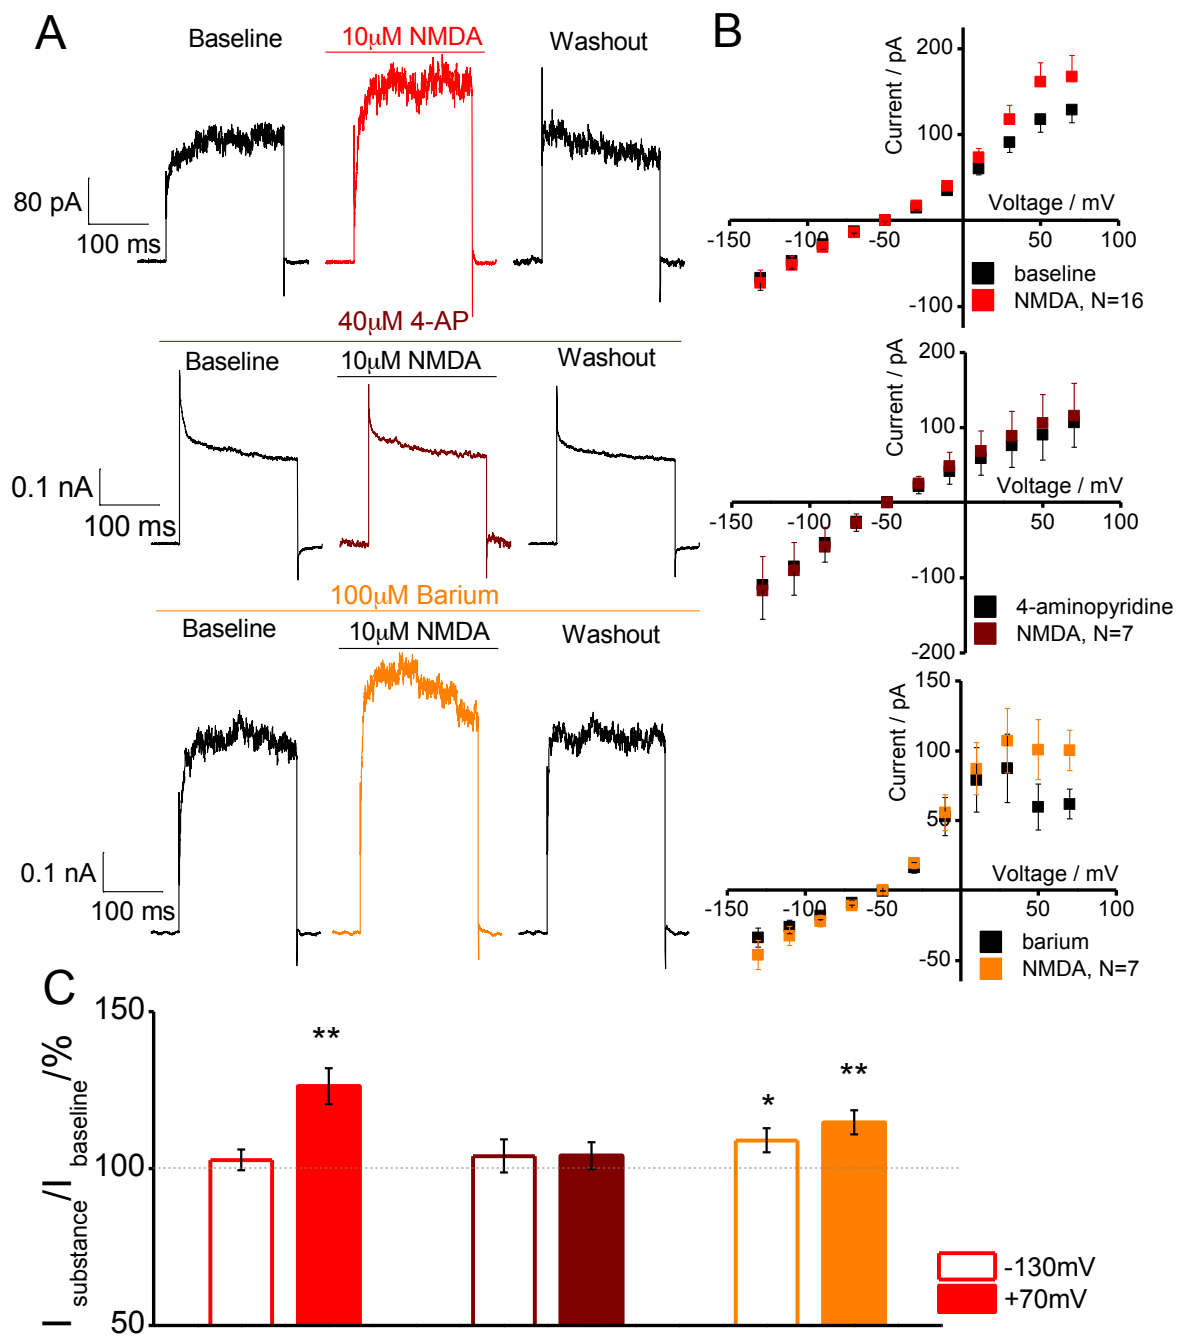 A
Baseline
10μM NMDA
Washout
80 pA
100 ms
40μM 4-AP
Baseline
10μM NMDA
Washout
0.1 nA
100 ms
100μM Barium
Baseline
10μM NMDA
Washout
0.1 nA
100 ms
B
Current / pA
200
100
-100
Voltage / mV
-150
-100
-50
50
100
baseline
NMDA, N=16
Current / pA
200
100
-100
-200
Voltage / mV
-150
-100
-50
50
100
4-aminopyridine
NMDA, N=7
Current / pA
150
100
50
-50
Voltage / mV
-150
-100
-50
0
50
100
barium
NMDA, N=7
C
I substance/I baseline/%
150
100
50
**
*
**
-130mV
+70mV